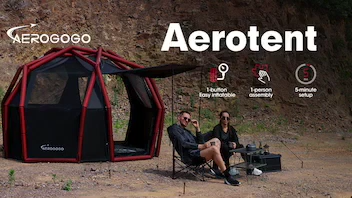 AEROGOGO
Aerotent
1-button
Easy inflatable
1-person
assembly
5-minute
setup
AEROGOGO